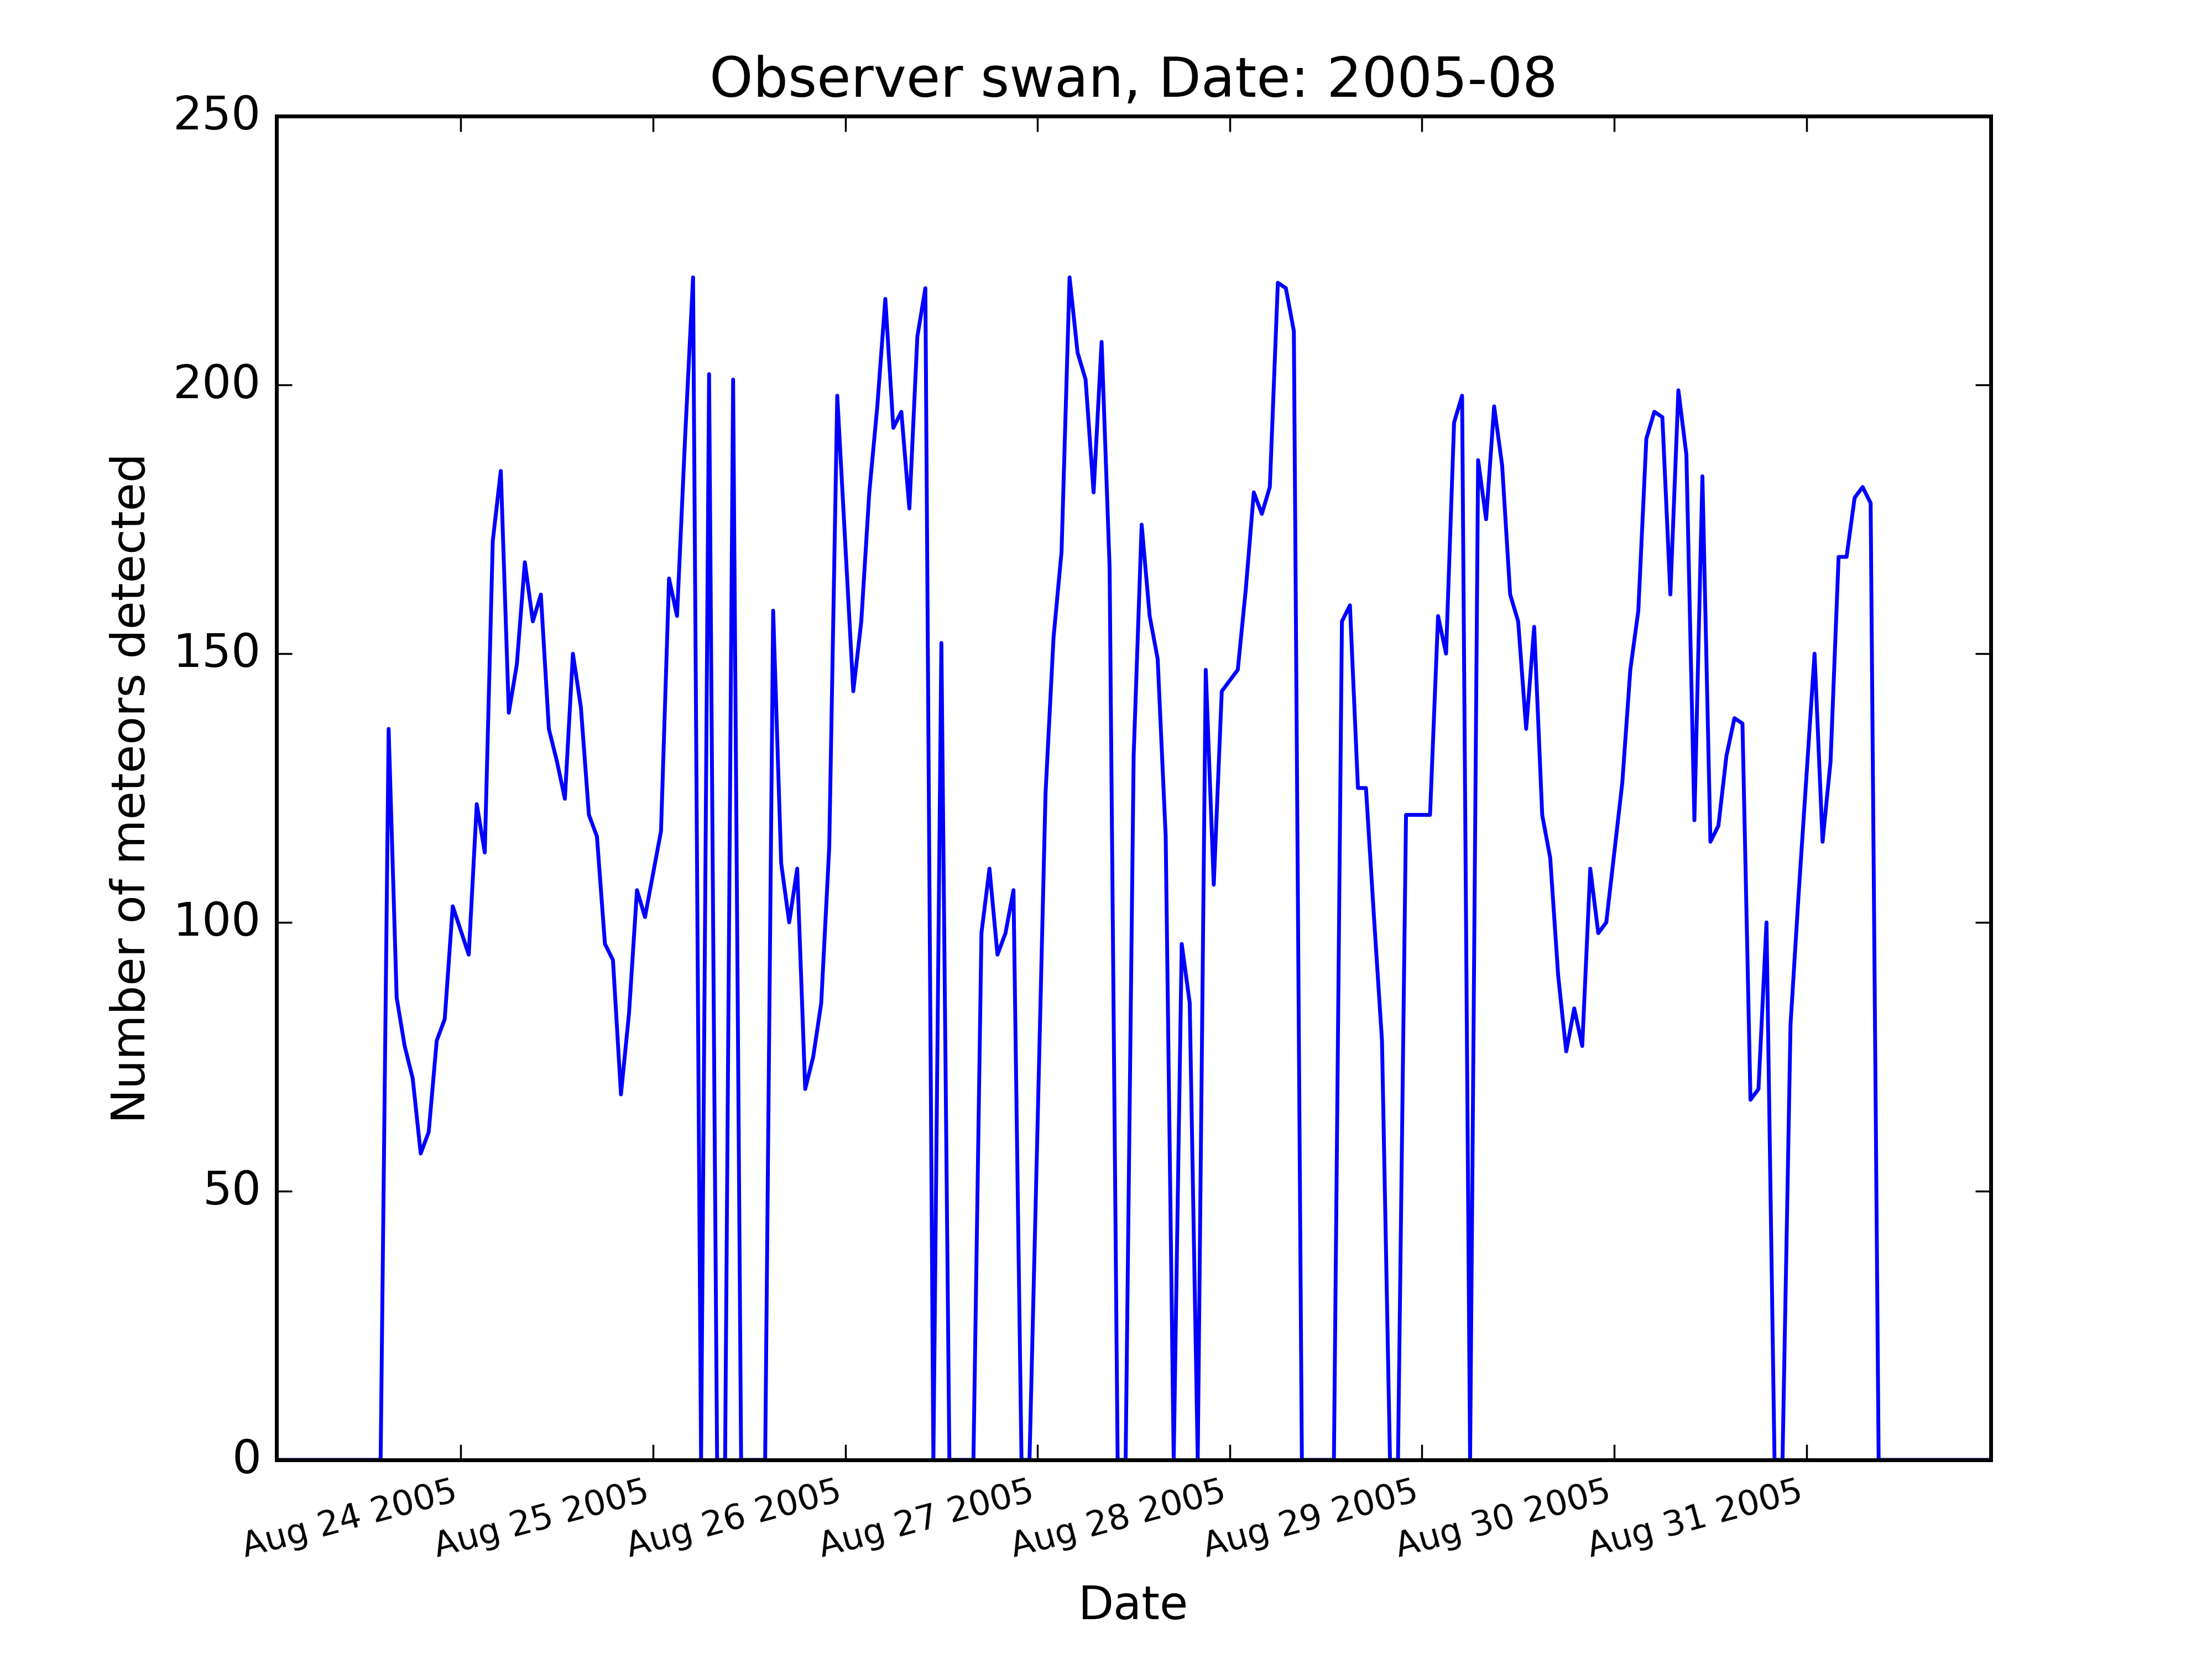 Observer swan, Date: 2005-08
250
200
150
100
50
0
Number of meteors detected
Aug 24 2005
Aug 25 2005
Aug 26 2005
Aug 27 2005
Aug 28 2005
Aug 29 2005
Aug 30 2005
Aug 31 2005
Date